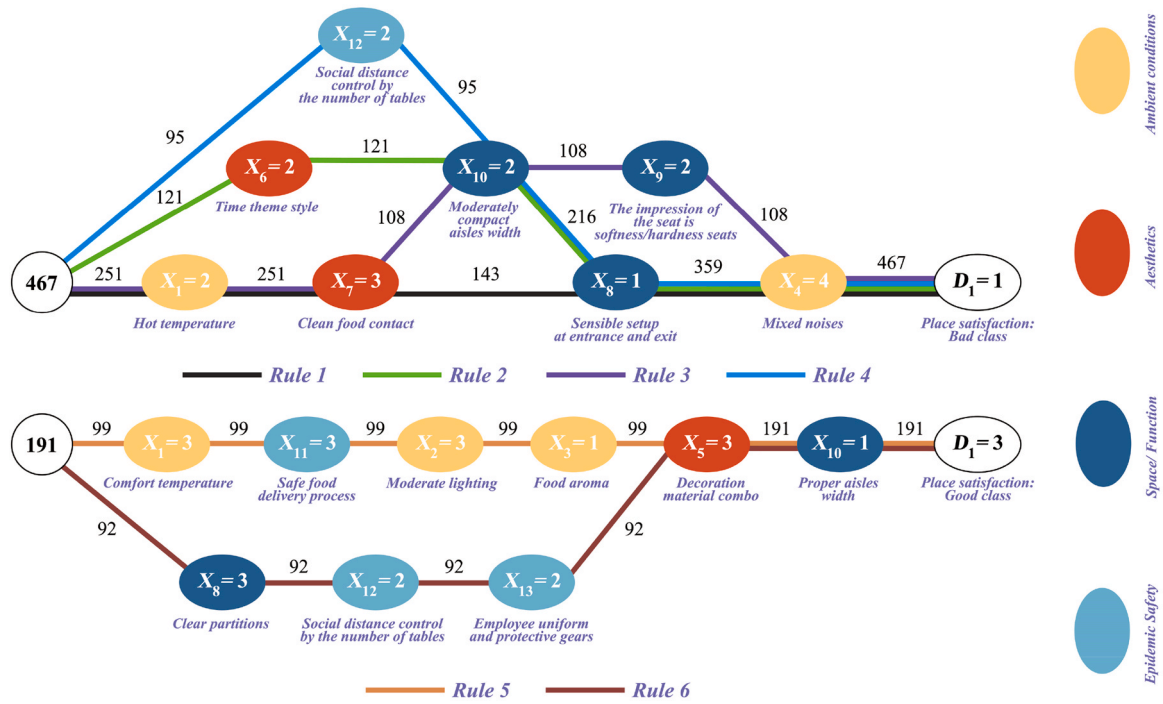 X12 = 2
Social distance
control by
the number of tables
95
95
X6 = 2
Time theme style
121
121
X10 = 2
Moderately
compact
aisles width
108
X9 = 2
The impression of
the seat is
softness/hardness seats
108
216
108
467
251
X1 = 2
Hot temperature
251
X7 = 3
Clean food contact
143
X8 = 1
Sensible setup
at entrance and exit
359
X4 = 4
Mixed noises
467
D1 = 1
Place satisfaction:
Bad class
Rule 1
Rule 2
Rule 3
Rule 4
191
99
X1 = 3
Comfort temperature
99
X11 = 3
Safe food
delivery process
99
X2 = 3
Moderate lighting
99
X3 = 1
Food aroma
99
X5 = 3
Decoration
material combo
191
X10 = 1
Proper aisles
width
191
D1 = 3
Place satisfaction:
Good class
92
X8 = 3
Clear partitions
92
X12 = 2
Social distance control
by the number of tables
92
X13 = 2
Employee uniform
and protective gears
92
Rule 5
Rule 6
Ambient conditions
Aesthetics
Space/ Function
Epidemic Safety